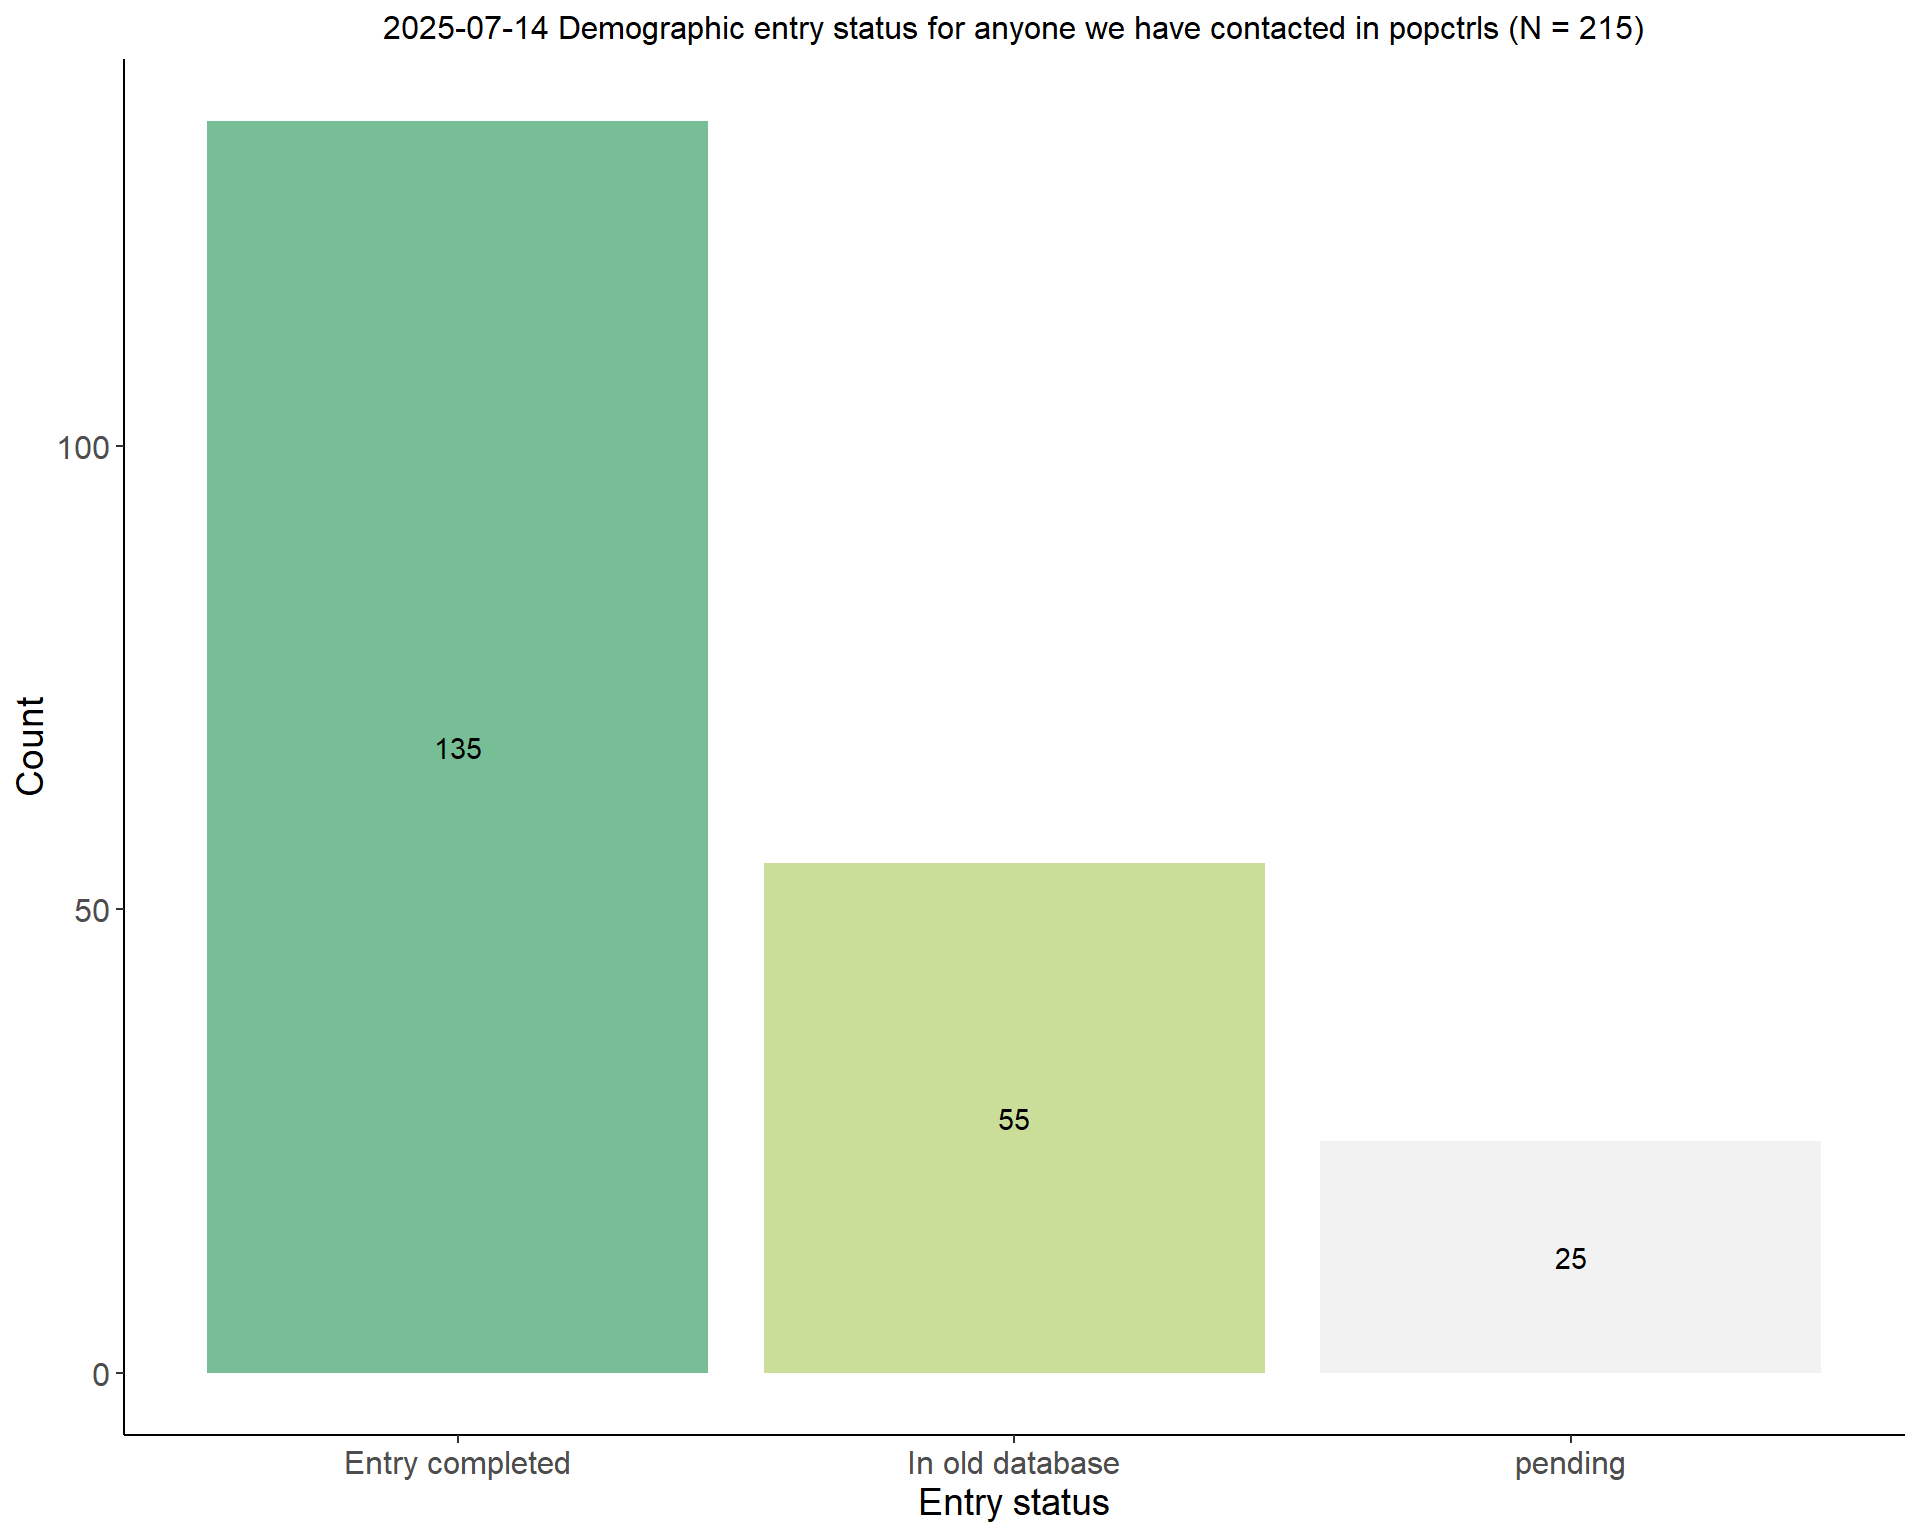 2025-07-14 Demographic entry status for anyone we have contacted in popctrls (N = 215)
Count
100
50
0
135
55
25
Entry completed
In old database
pending
Entry status